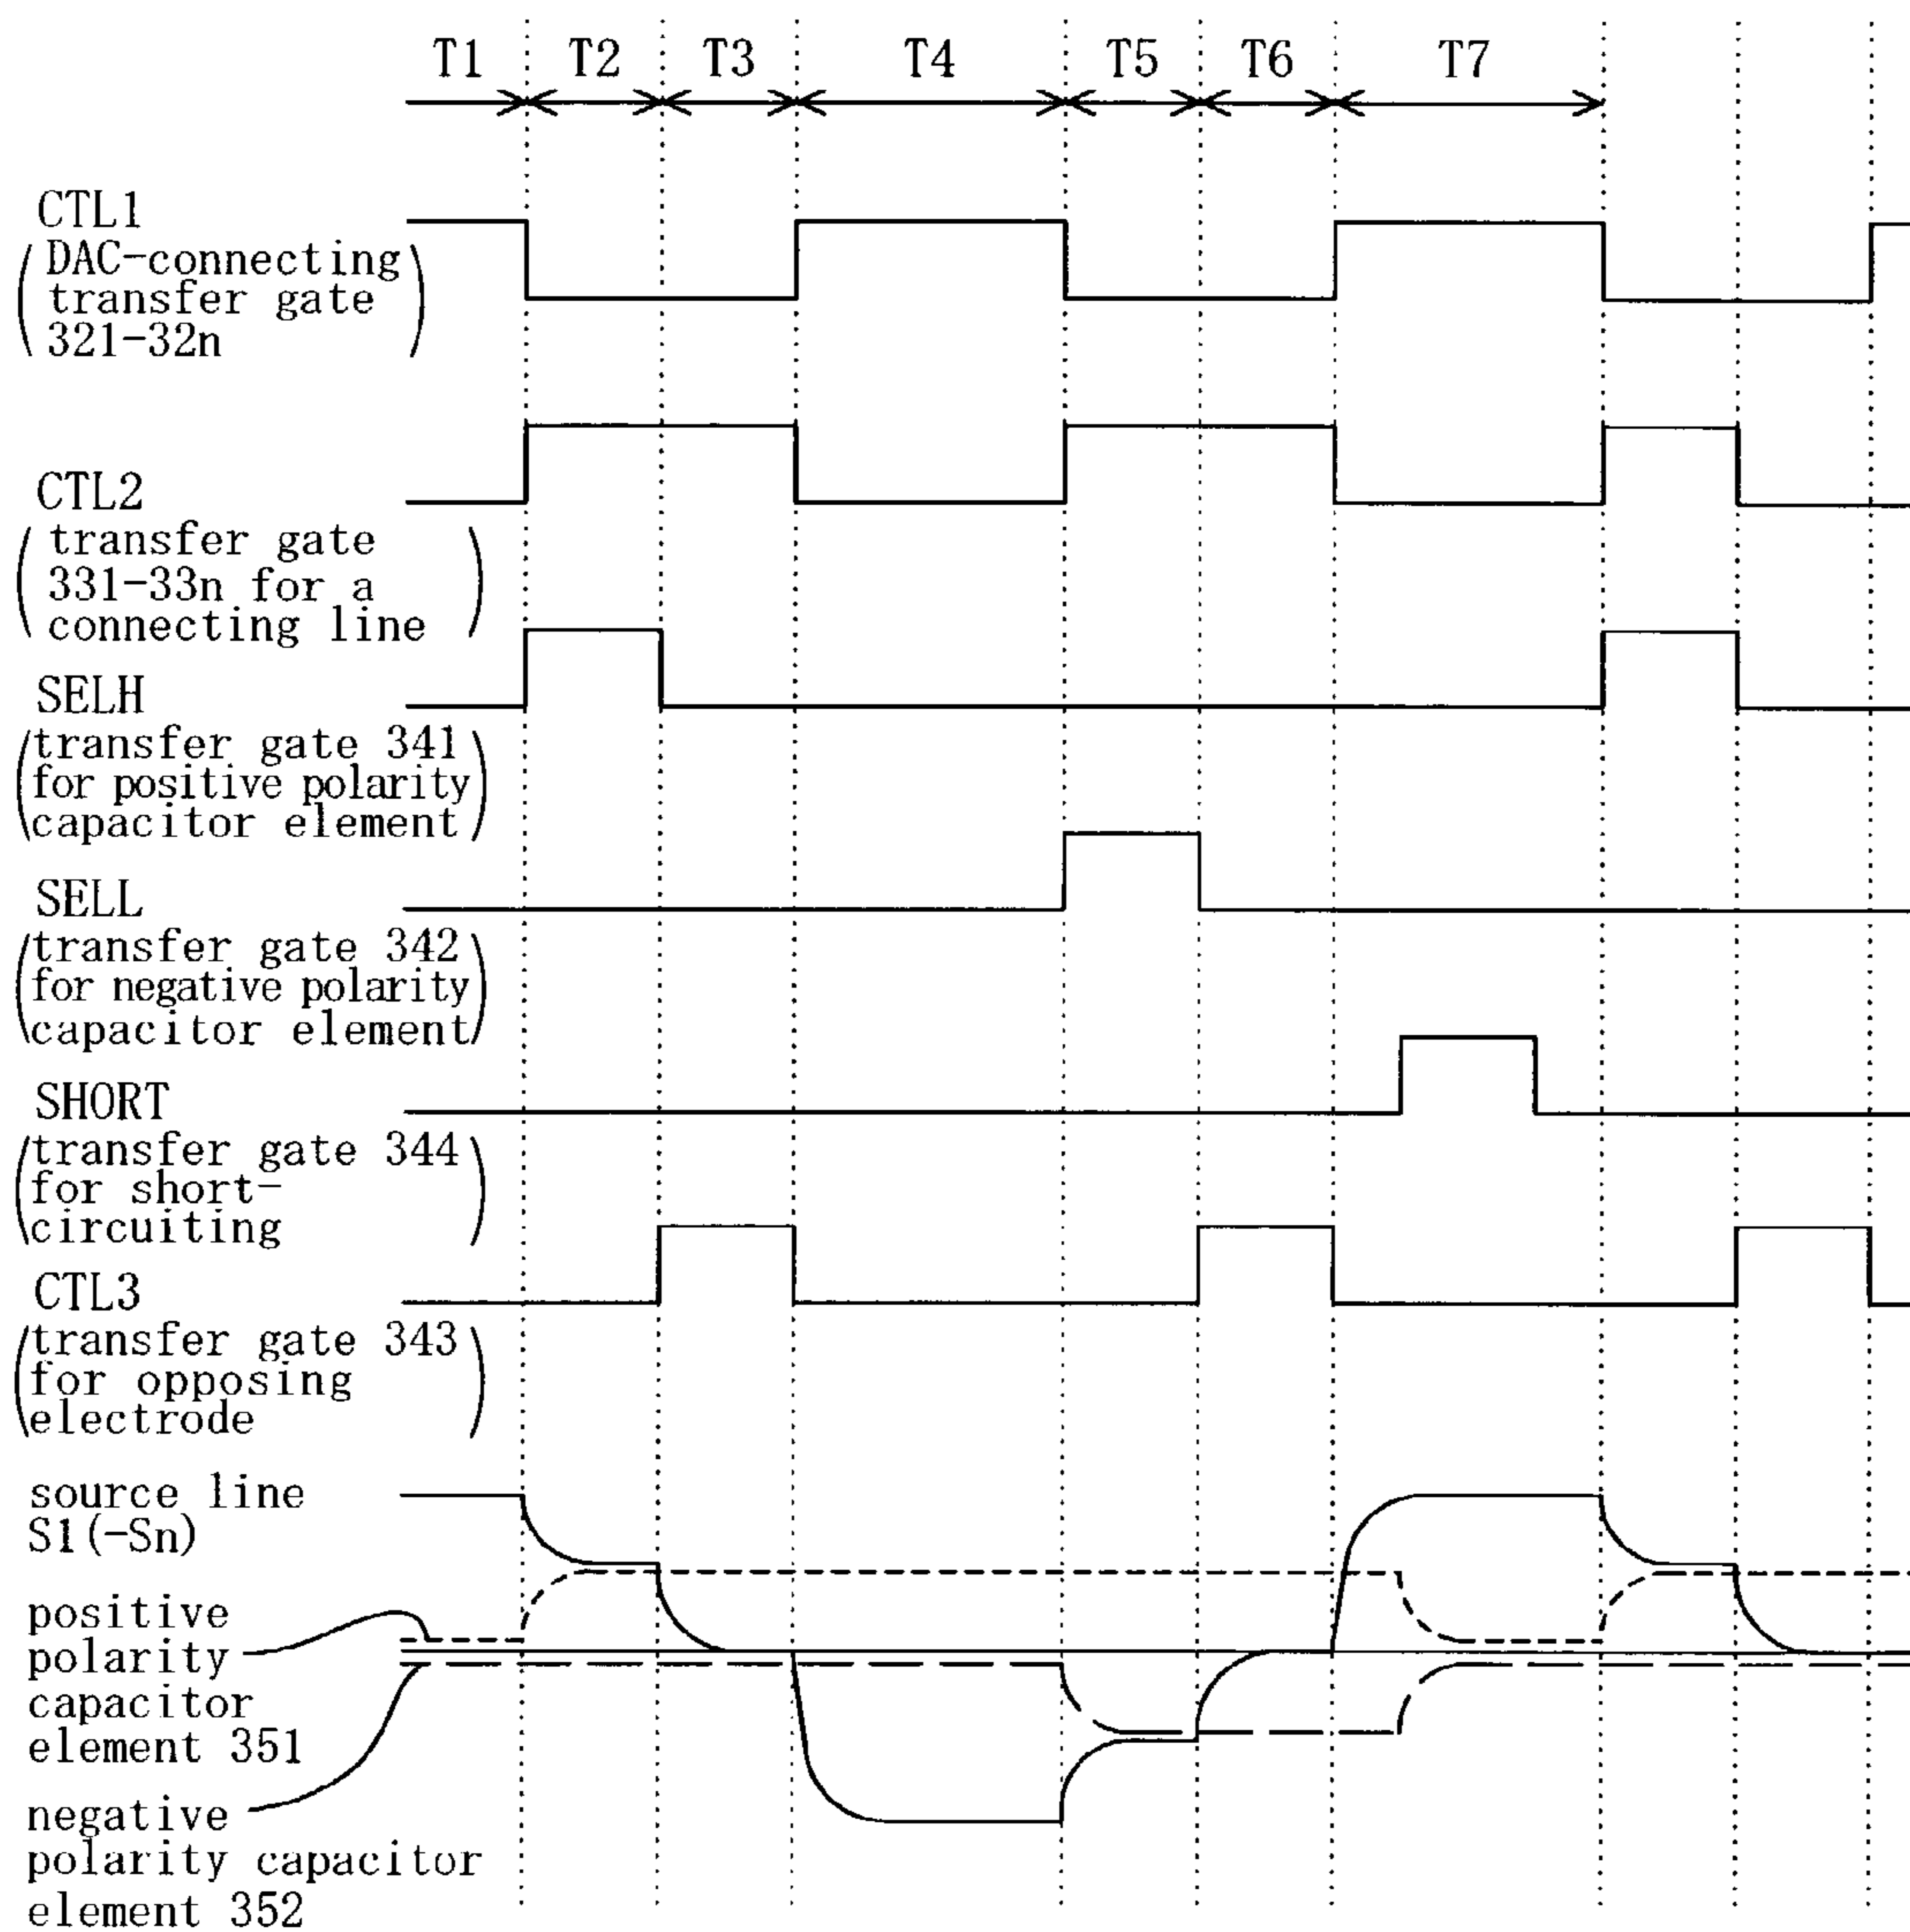 T1 T2 T3 T4 T5 T6 T7
CTL1
DAC-connecting
transfer gate
321-32n
CTL2
transfer gate
331-33n for a
connecting line
SELH
transfer gate 341
for positive polarity
capacitor element
SELL
transfer gate 342
for negative polarity
capacitor element
SHORT
transfer gate 344
for short-
circuiting
CTL3
transfer gate 343
for opposing
electrode
source line
S1(-Sn)
positive
polarity
capacitor
element 351
negative
polarity capacitor
element 352